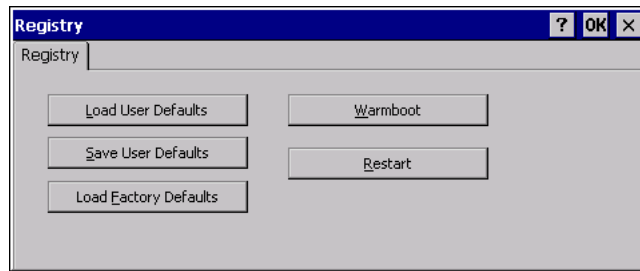 Registry ? OK ×
Registry
Load User Defaults
Save User Defaults
Load Factory Defaults
Warmboot
Restart